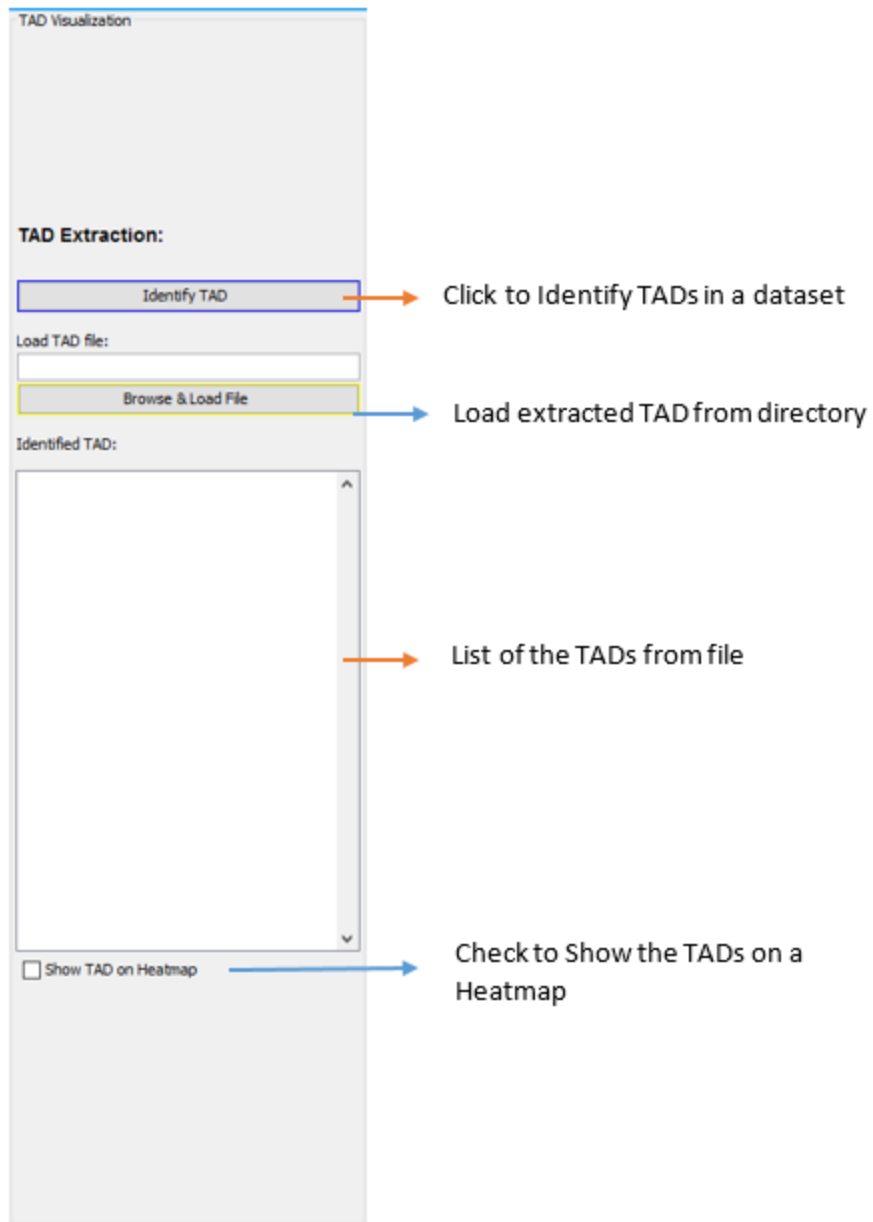 TAD Visualization
TAD Extraction:
Identify TAD
Click to Identify TADs in a dataset
Load TAD file:
Browse & Load File
Load extracted TAD from directory
Identified TAD:
List of the TADs from file
Show TAD on Heatmap
Check to Show the TADs on a
Heatmap